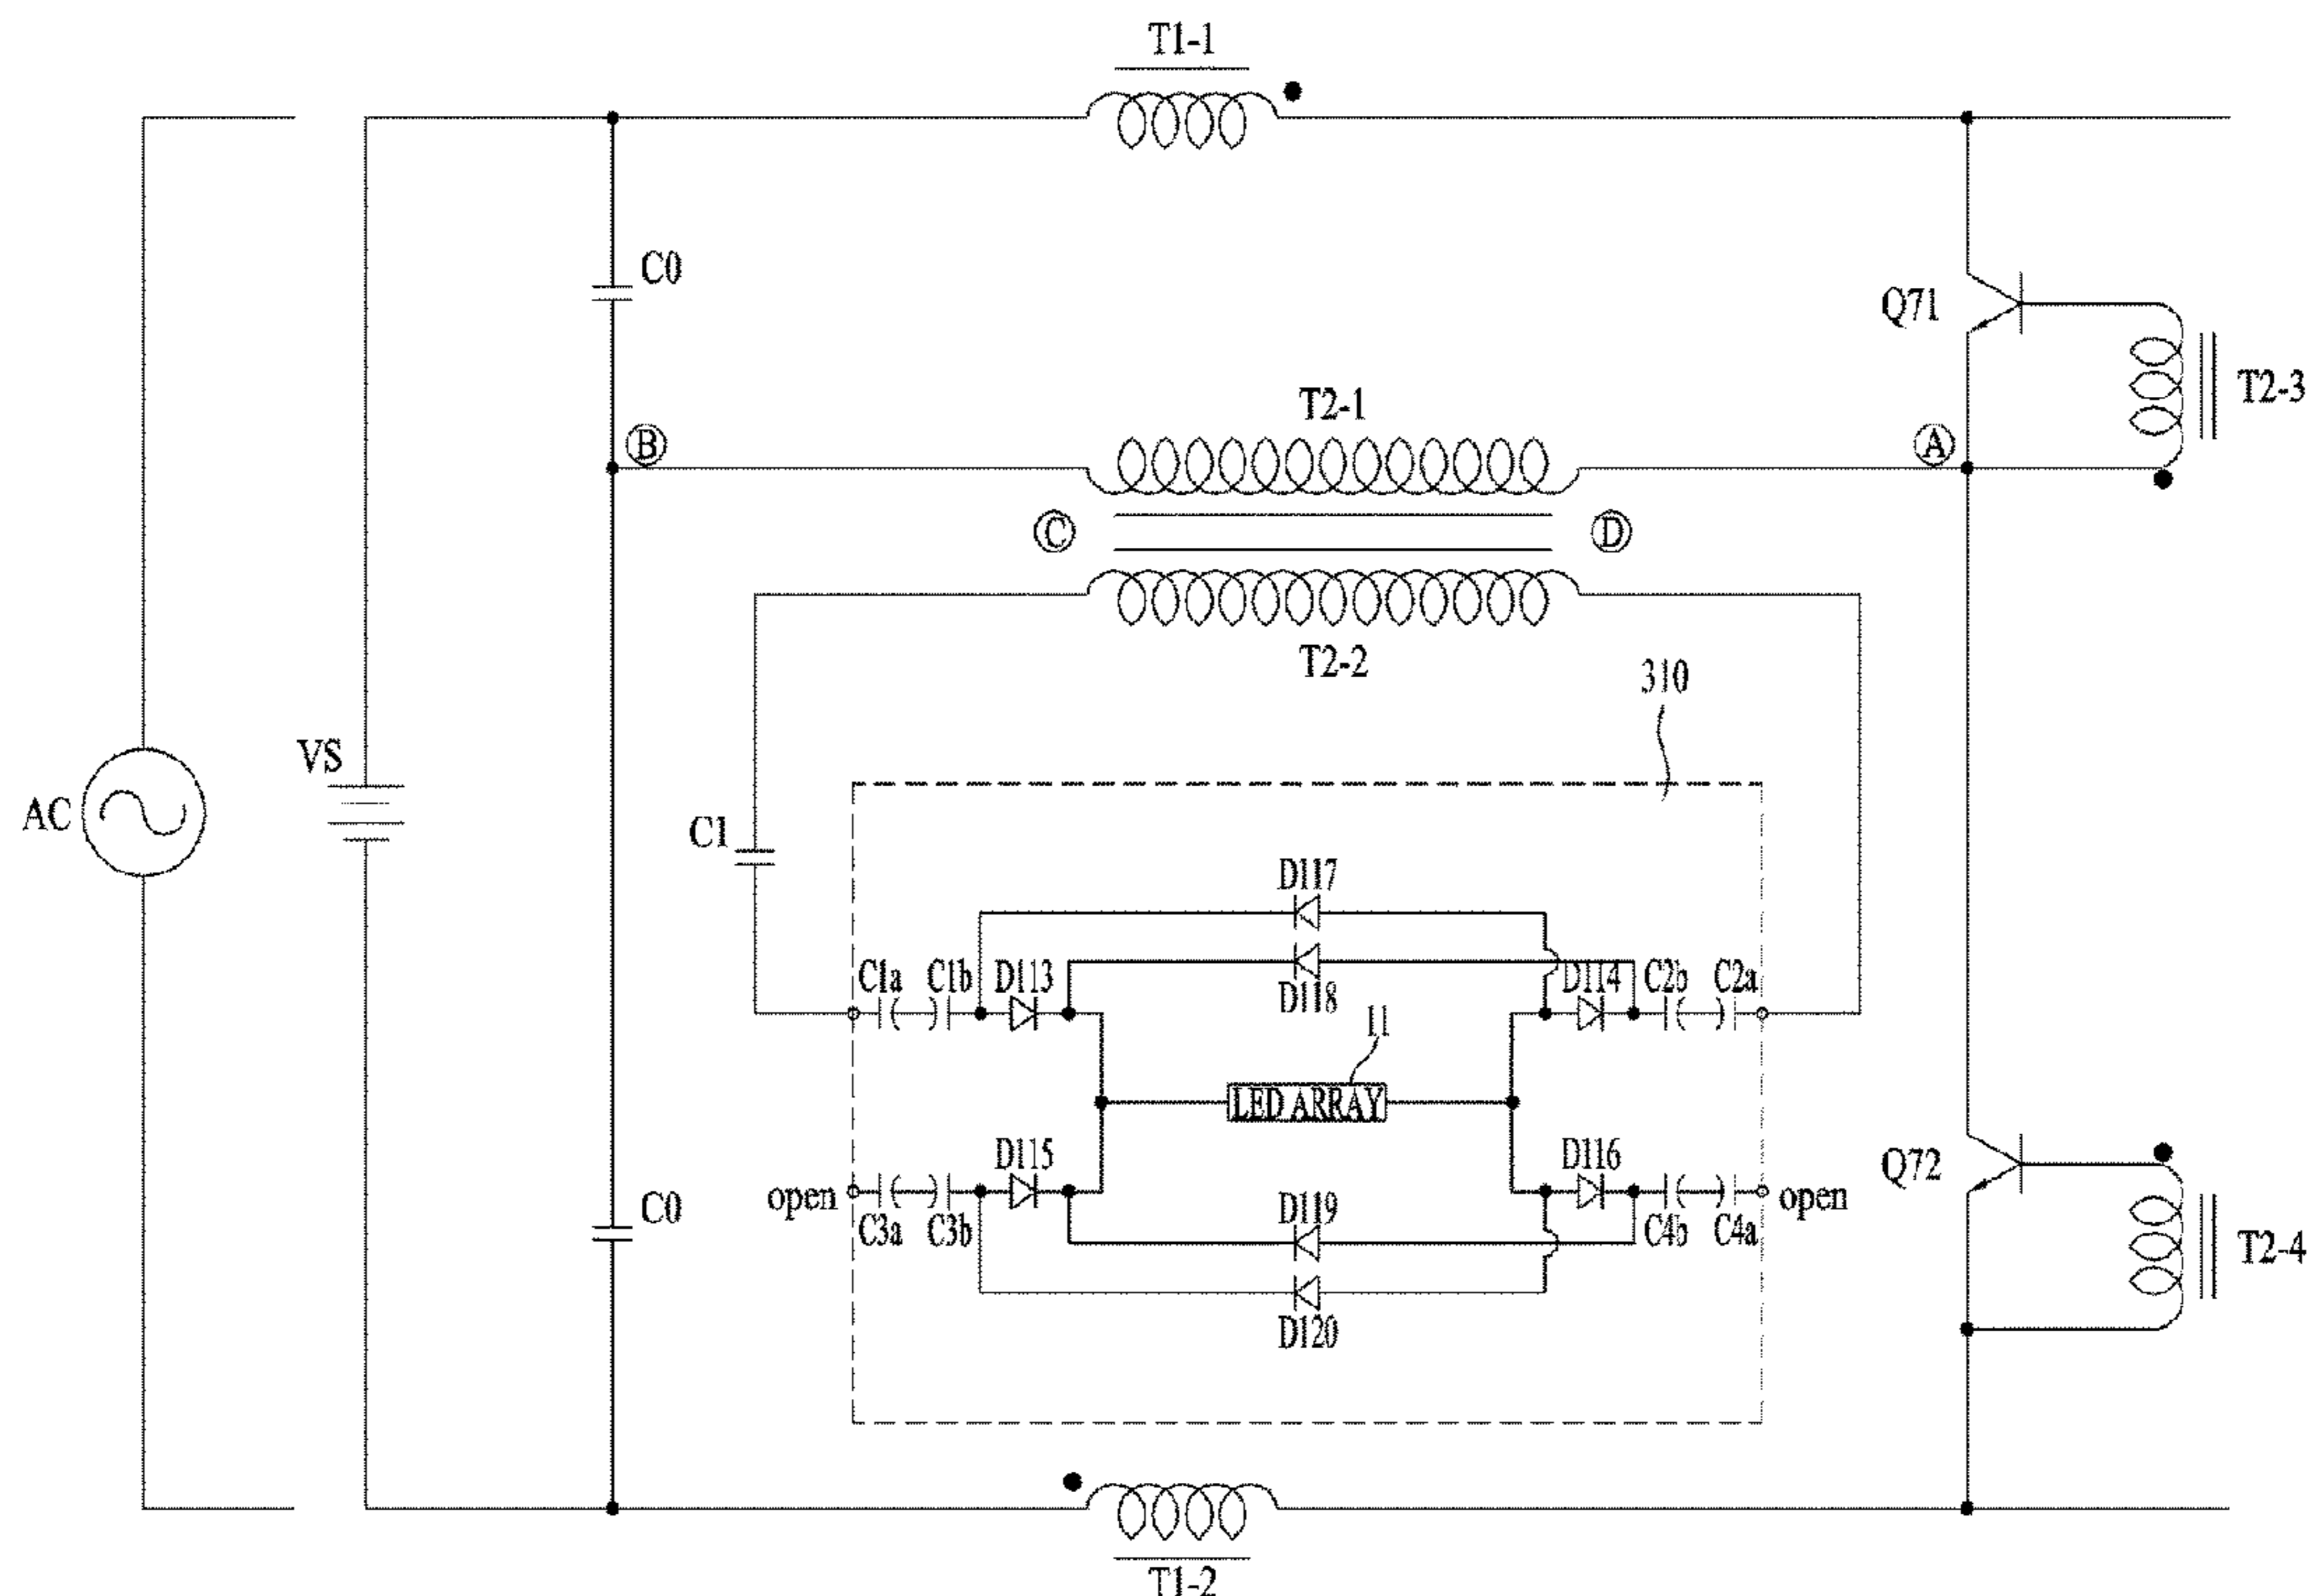 T1-1
C0
Q71
T2-3
T2-1
B
A
C
D
T2-2
310
VS
AC
C1
D117
C1a
C1b
D113
D118
D114
C2b
C2a
11
LED ARRAY
D115
D116
open
C3a
C3b
D119
C4b
C4a
open
Q72
C0
T2-4
D120
T1-2